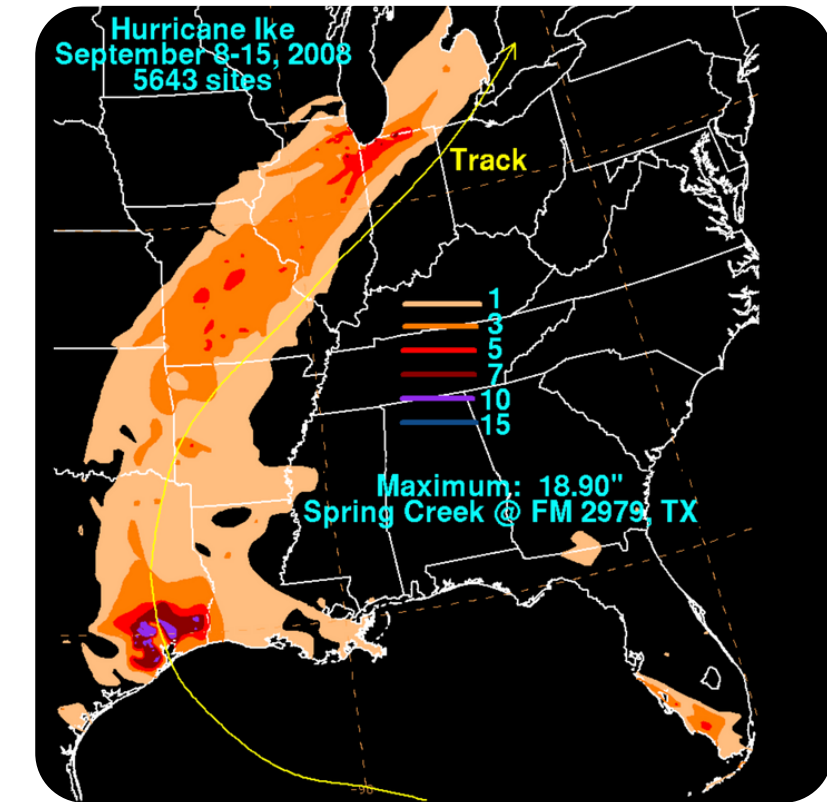 Hurricane Ike
September 8-15, 2008
5643 sites
Track
1
3
5
7
10
15
Maximum: 18.90"
Spring Creek @ FM 2979, TX
-90